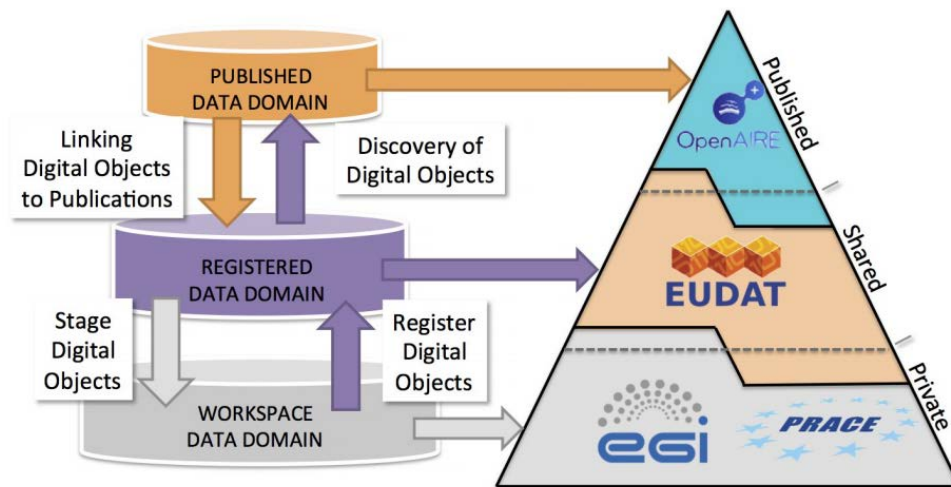 PUBLISHED
DATA DOMAIN
Linking
Digital Objects
to Publications
Discovery of
Digital Objects
REGISTERED
DATA DOMAIN
Stage
Digital
Objects
Register
Digital
Objects
WORKSPACE
DATA DOMAIN
OpenAIRE
Published
EUDAT
Shared
eGi
PRACE
Private